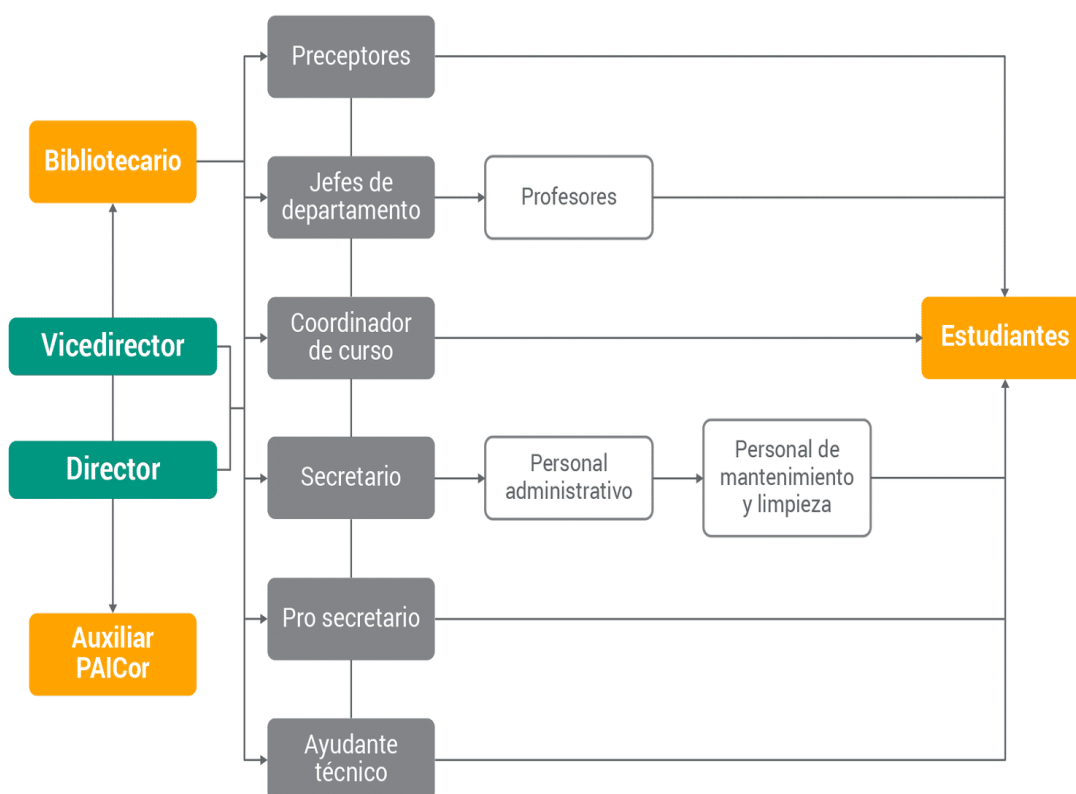 Preceptores
Bibliotecario
Jefes de
departamento
Profesores
Vicedirector
Coordinador
de curso
Estudiantes
Director
Secretario
Personal
administrativo
Personal de
mantenimiento
y limpieza
Auxiliar
PAICor
Pro secretario
Ayudante
técnico